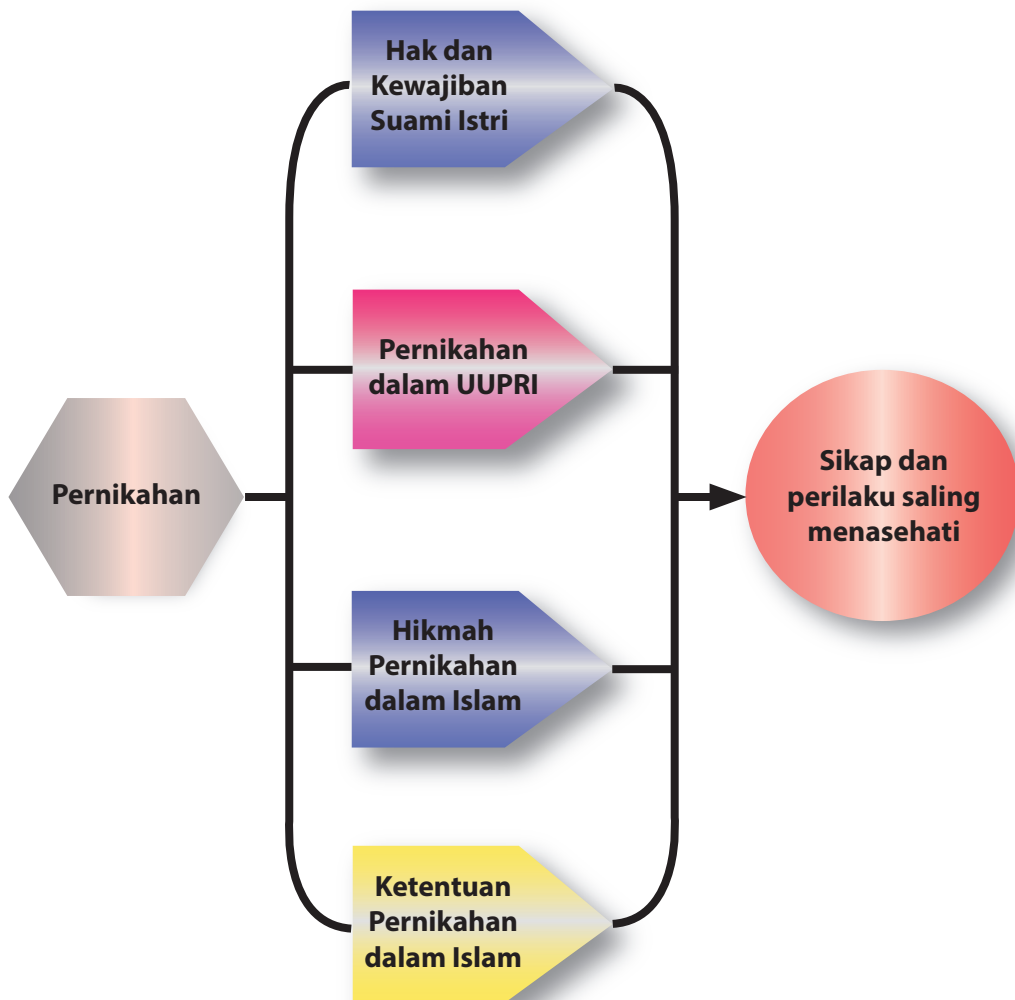 Hak dan
Kewajiban
Suami Istri
Pernikahan
dalam UUPRI
Pernikahan
Sikap dan
perilaku saling
menasehati
Hikmah
Pernikahan
dalam Islam
Ketentuan
Pernikahan
dalam Islam